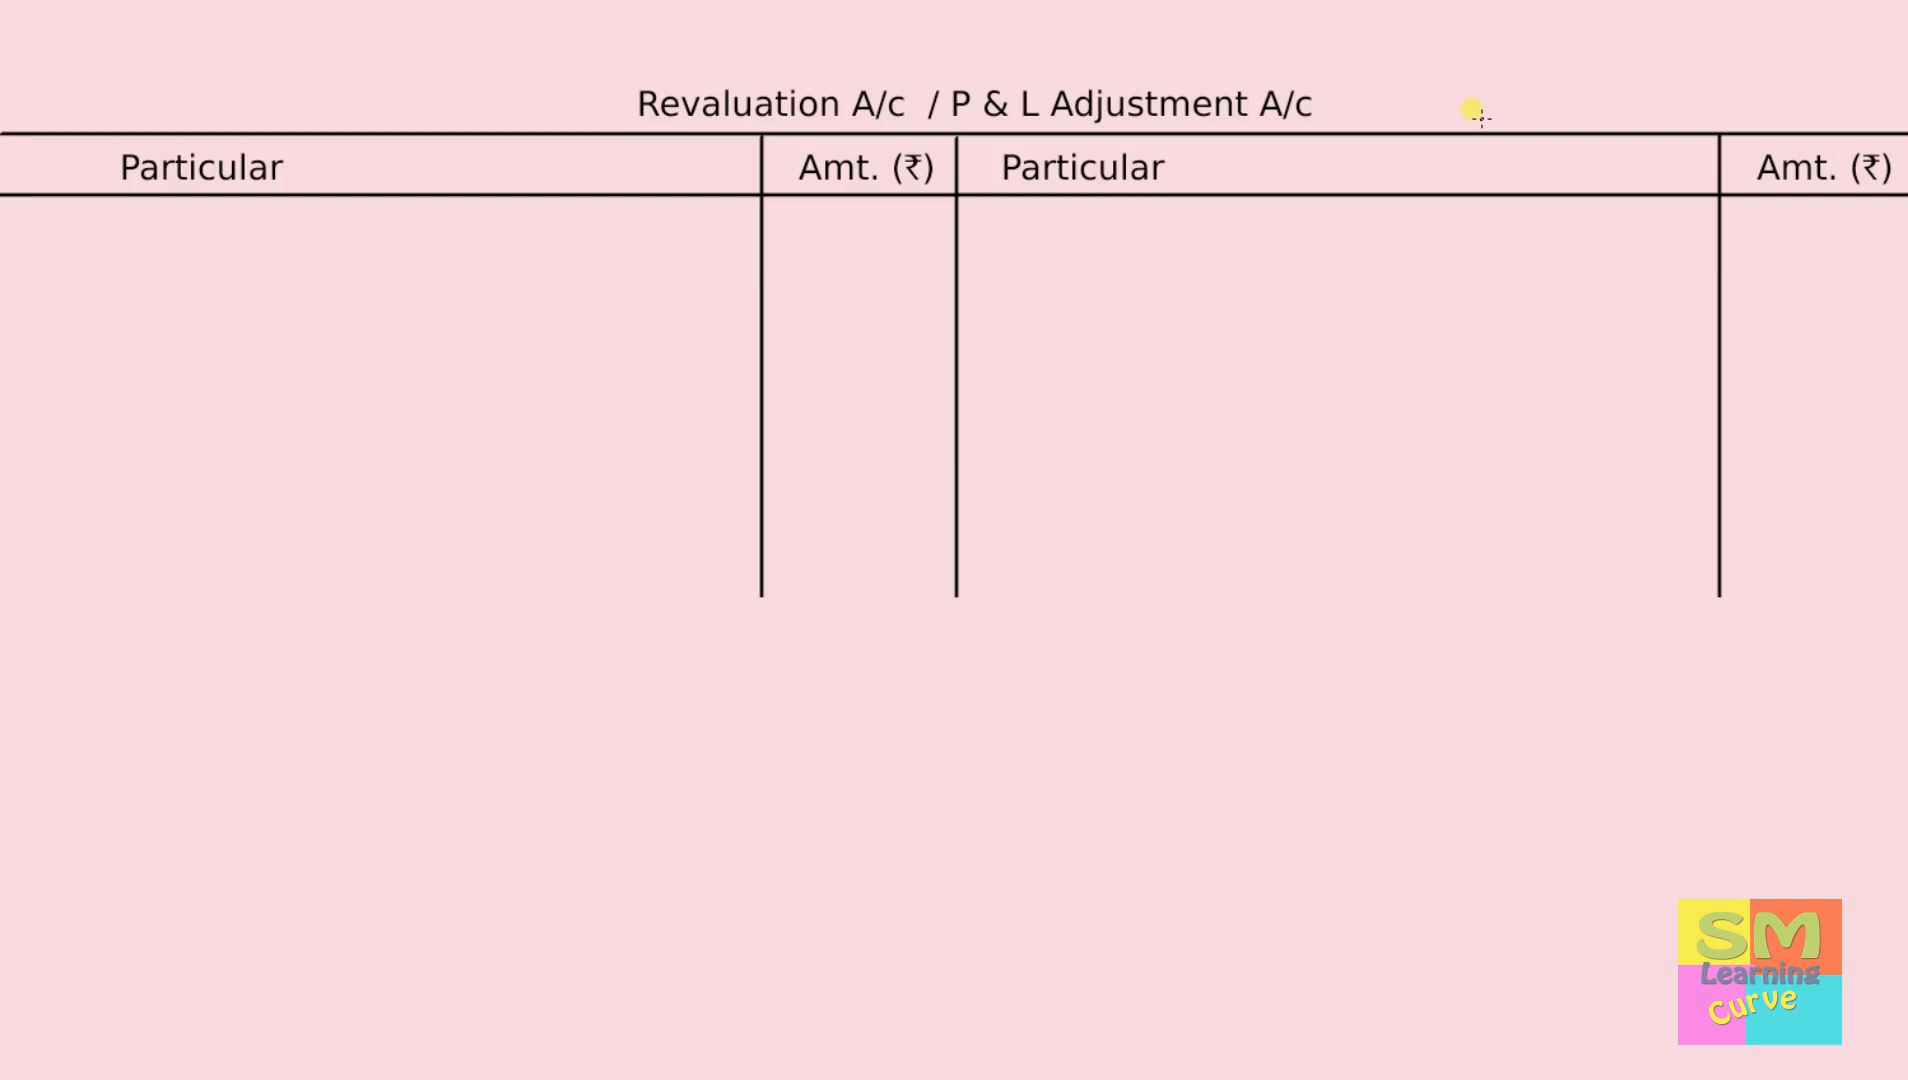 Revaluation A/c / P & L Adjustment A/c
Particular Amt. (₹) Particular Amt. (₹)
SM
Learning
Curve